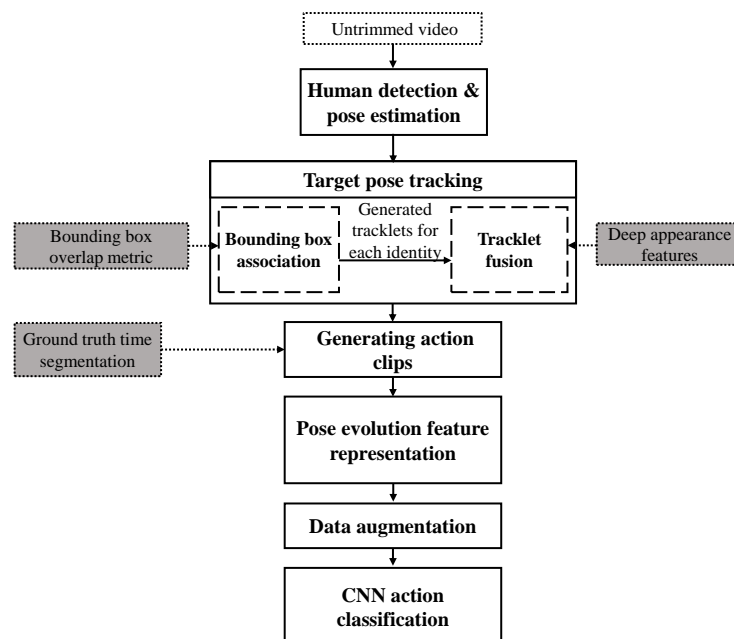 Untrimmed video
Human detection &
pose estimation
Target pose tracking
Bounding box
overlap metric
Bounding box
association
Generated
tracklets for
each identity
Tracklet
fusion
Deep appearance
features
Ground truth time
segmentation
Generating action
clips
Pose evolution feature
representation
Data augmentation
CNN action
classification